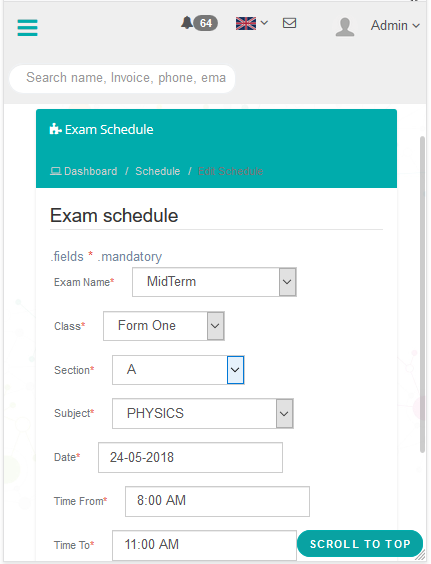 64
Admin
Search name, Invoice, phone, ema
Exam Schedule
Dashboard / Schedule / Edit Schedule
Exam schedule
.fields * .mandatory
Exam Name* MidTerm
Class* Form One
Section* A
Subject* PHYSICS
Date* 24-05-2018
Time From* 8:00 AM
Time To* 11:00 AM
SCROLL TO TOP